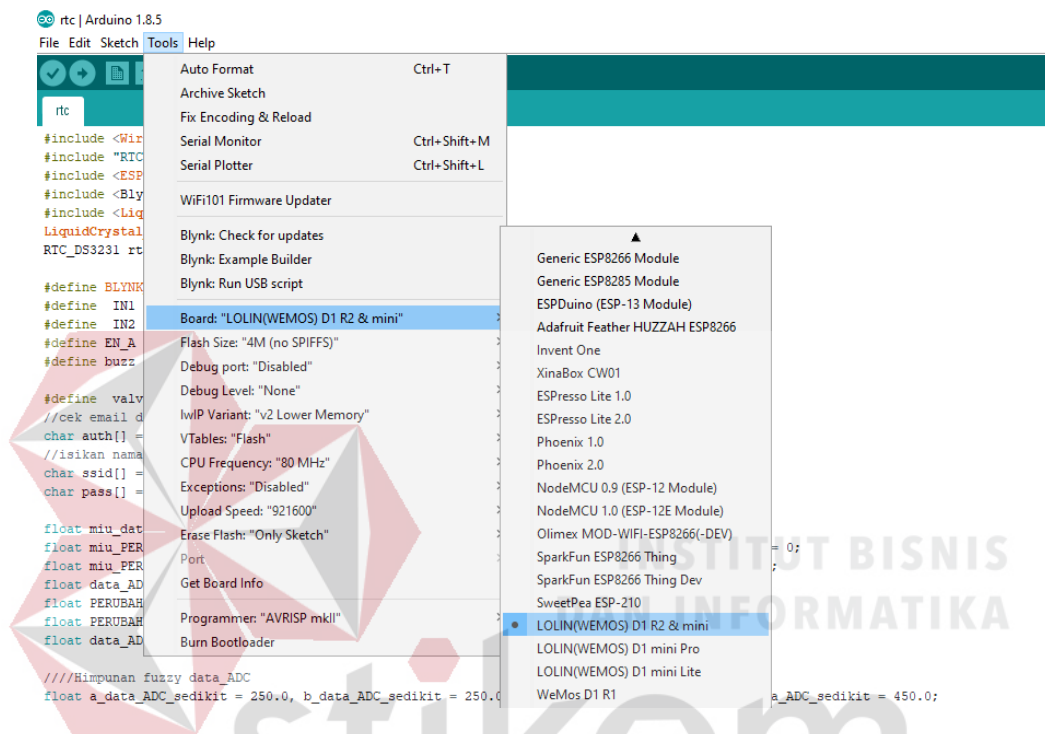 rtc | Arduino 1.8.5
File Edit Sketch Tools Help
rtc
#include <Wir
#include "RTC
#include <ESP
#include <Bly
#include <Liq
LiquidCrystal
RTC_DS3231 rt
#define BLYNK
#define IN1
#define IN2
#define EN_A
#define buzz
#define valv
//cek email d
char auth[] =
//isikan nama
char ssid[] =
char pass[] =
float miu_dat
float miu_PER = 0;
float miu_PER ;
float data_AD
float PERUBAH
float PERUBAH
float data_AD
////Himpunan fuzzy data_ADC
float a_data_ADC_sedikit = 250.0, b_data_ADC_sedikit = 250.0 a_ADC_sedikit = 450.0;
Auto Format Ctrl+T
Archive Sketch
Fix Encoding & Reload
Serial Monitor Ctrl+Shift+M
Serial Plotter Ctrl+Shift+L
WiFi101 Firmware Updater
Blynk: Check for updates
Blynk: Example Builder
Blynk: Run USB script
Board: "LOLIN(WEMOS) D1 R2 & mini"
Flash Size: "4M (no SPIFFS)"
Debug port: "Disabled"
Debug Level: "None"
lwIP Variant: "v2 Lower Memory"
VTables: "Flash"
CPU Frequency: "80 MHz"
Exceptions: "Disabled"
Upload Speed: "921600"
Erase Flash: "Only Sketch"
Port
Get Board Info
Programmer: "AVRISP mkII"
Burn Bootloader
Generic ESP8266 Module
Generic ESP8285 Module
ESPDuino (ESP-13 Module)
Adafruit Feather HUZZAH ESP8266
Invent One
XinaBox CW01
ESPresso Lite 1.0
ESPresso Lite 2.0
Phoenix 1.0
Phoenix 2.0
NodeMCU 0.9 (ESP-12 Module)
NodeMCU 1.0 (ESP-12E Module)
Olimex MOD-WIFI-ESP8266(-DEV)
SparkFun ESP8266 Thing
SparkFun ESP8266 Thing Dev
SweetPea ESP-210
LOLIN(WEMOS) D1 R2 & mini
LOLIN(WEMOS) D1 mini Pro
LOLIN(WEMOS) D1 mini Lite
WeMos D1 R1
INSTITUT BISNIS
DAN INFORMATIKA
stikom